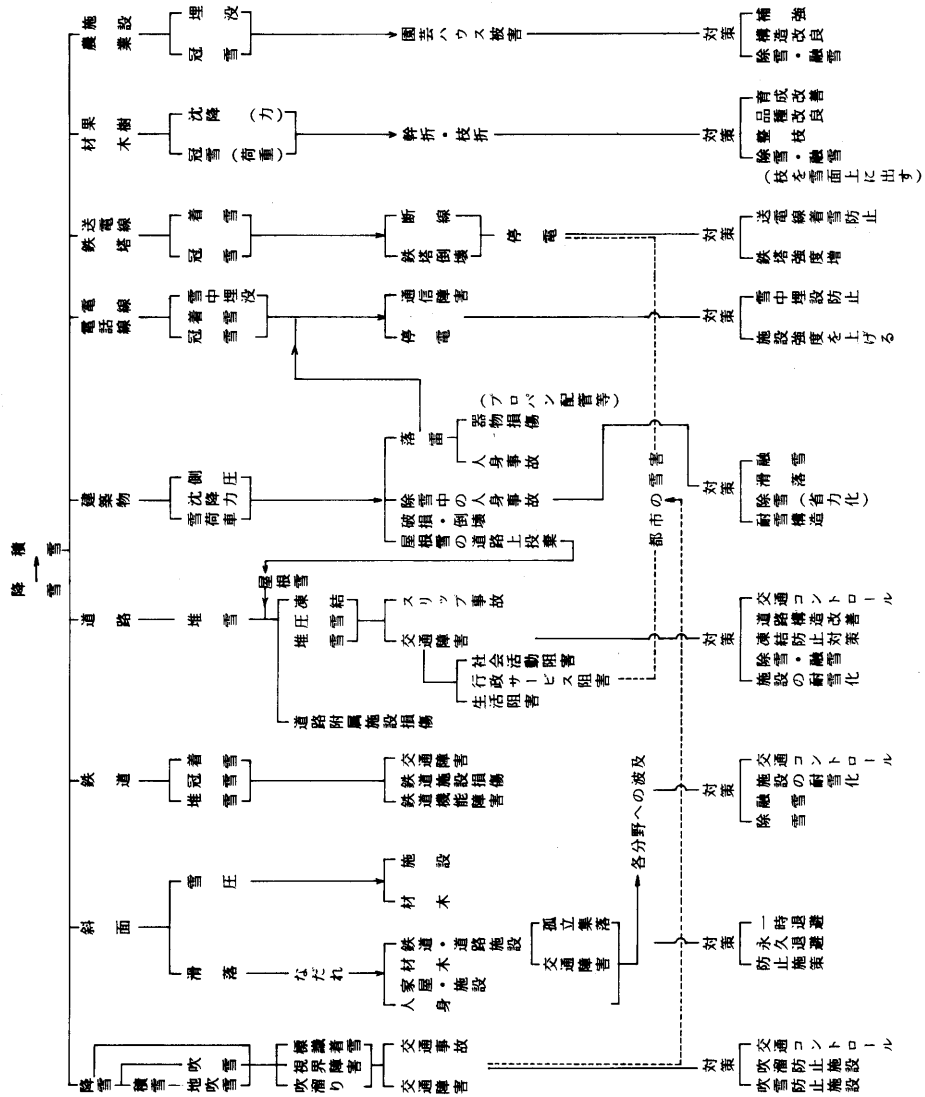 降雪
積雪
降雪
積雪
吹雪
地吹雪
吹溜り
視界障害
標識着雪
交通障害
交通事故
対策
吹雪防止施設
吹溜防止施設
交通コントロール
斜面
滑落
なだれ
人身
家屋・施設
材木
鉄道・道路施設
雪圧
材木
施設
交通障害
孤立集落
各分野への波及
対策
防止施策
永久退避
一時退避
鉄道
堆雪
冠雪
着雪
鉄道機能障害
鉄道施設損傷
交通障害
対策
除雪
融雪
施設の耐雪化
交通コントロール
道路
堆雪
屋根雪
道路附属施設損傷
堆雪
圧雪
凍結
交通障害
スリップ事故
生活阻害
行政サービス阻害
社会活動阻害
対策
施設の耐雪化
除雪・融雪
凍結防止対策
道路構造改善
交通コントロール
建築物
雪荷車
沈降力
側圧
屋根雪の道路上投棄
破損・倒壊
除雪中の人身事故
落雷
人身事故
器物損傷
(プロパン配管等)
都市の雪害
対策
耐雪構造
除雪(省力化)
滑落
融雪
電話線
電線
冠雪
着雪
雪中埋没
停電
通信障害
対策
施設強度を上げる
雪中埋設防止
鉄塔
送電線
冠雪
着雪
鉄塔倒壊
断線
停電
対策
鉄塔強度増
送電線着雪防止
材木
果樹
冠雪(荷重)
沈降(力)
幹折・枝折
対策
除雪・融雪
(枝を雪面上に出す)
整枝
品種改良
育成改善
農業施設
冠雪
埋没
園芸ハウス被害
対策
除雪・融雪
構造改良
補強